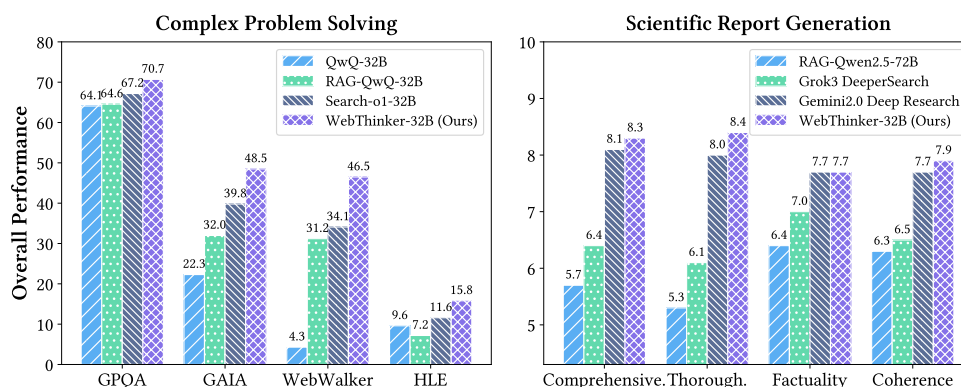 Complex Problem Solving
Overall Performance
80
70
60
50
40
30
20
10
0
QwQ-32B
RAG-QwQ-32B
Search-o1-32B
WebThinker-32B (Ours)
64.1 64.6 67.2 70.7
22.3 32.0 39.8 48.5
4.3 31.2 34.1 46.5
9.6 7.2 11.6 15.8
GPQA GAIA WebWalker HLE
Scientific Report Generation
10
9
8
7
6
5
RAG-Qwen2.5-72B
Grok3 DeeperSearch
Gemini2.0 Deep Research
WebThinker-32B (Ours)
5.7 6.4 8.1 8.3
5.3 6.1 8.0 8.4
6.4 7.0 7.7 7.7
6.3 6.5 7.7 7.9
Comprehensive. Thorough. Factuality Coherence